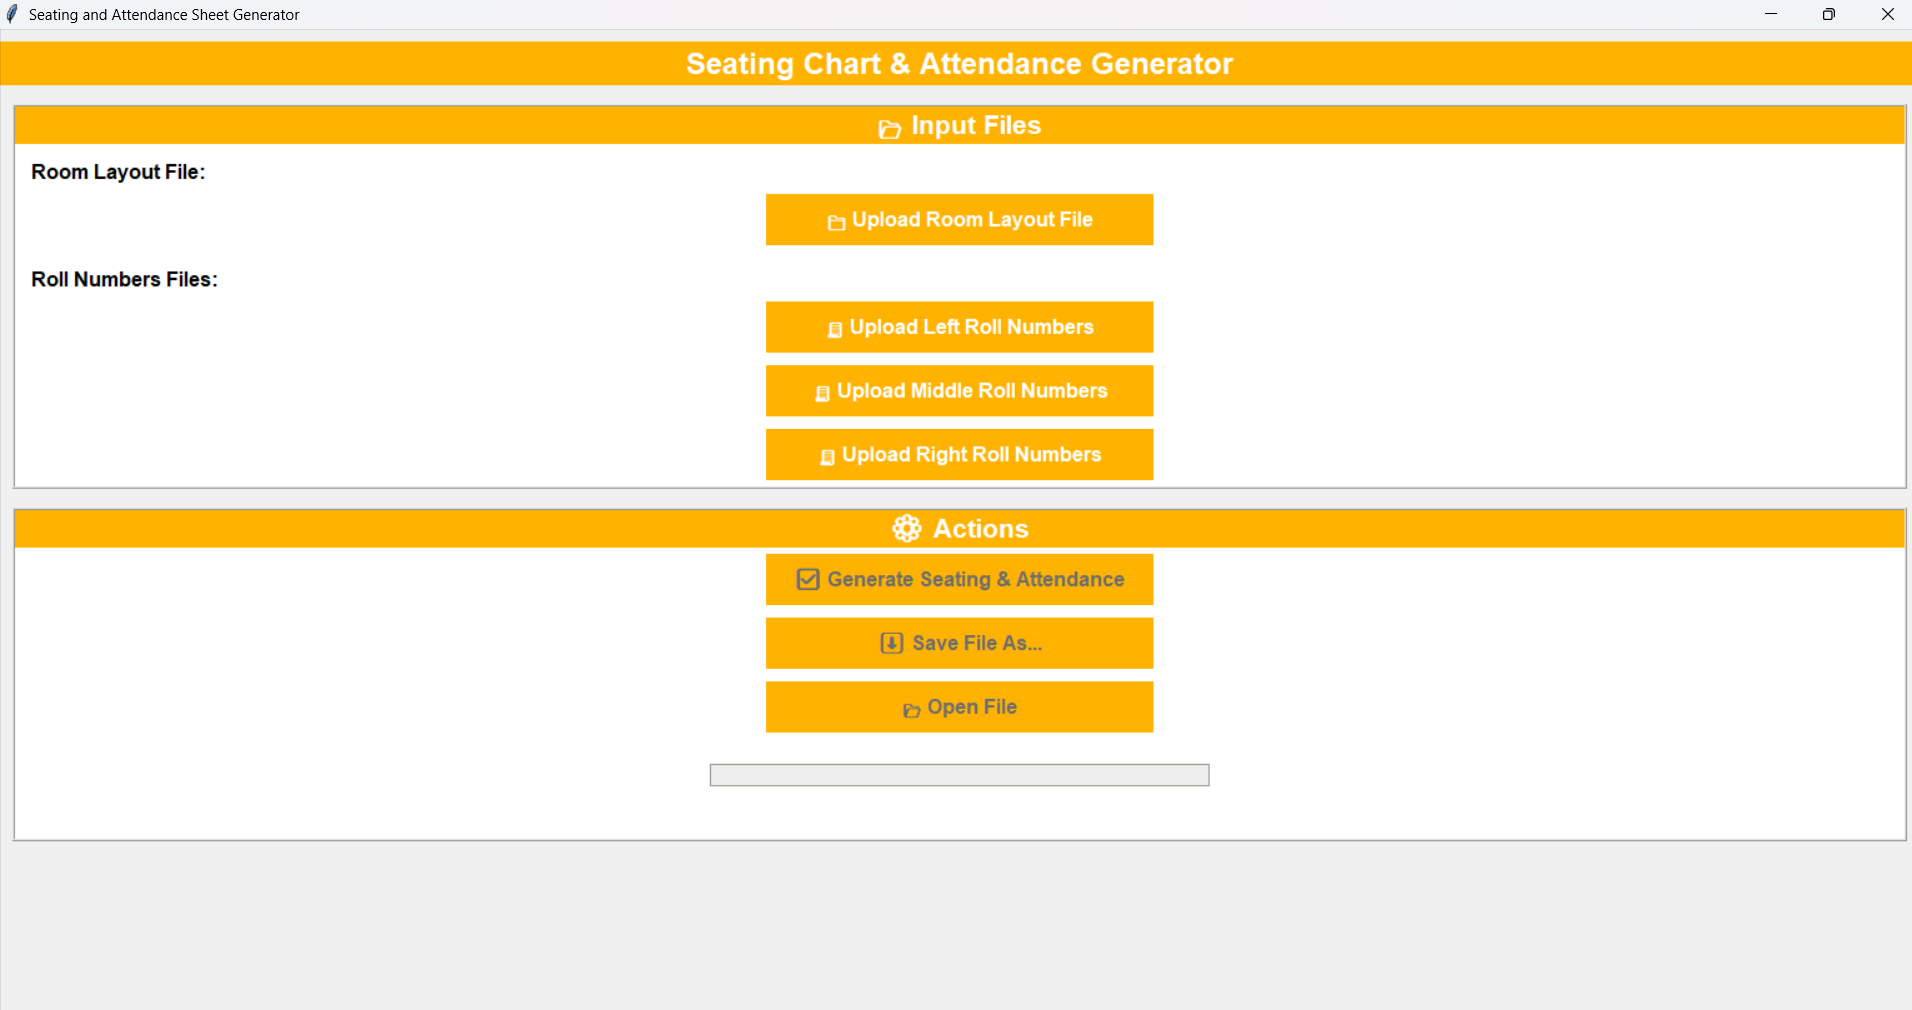 Seating and Attendance Sheet Generator
Seating Chart & Attendance Generator
Input Files
Room Layout File:
Upload Room Layout File
Roll Numbers Files:
Upload Left Roll Numbers
Upload Middle Roll Numbers
Upload Right Roll Numbers
Actions
Generate Seating & Attendance
Save File As...
Open File